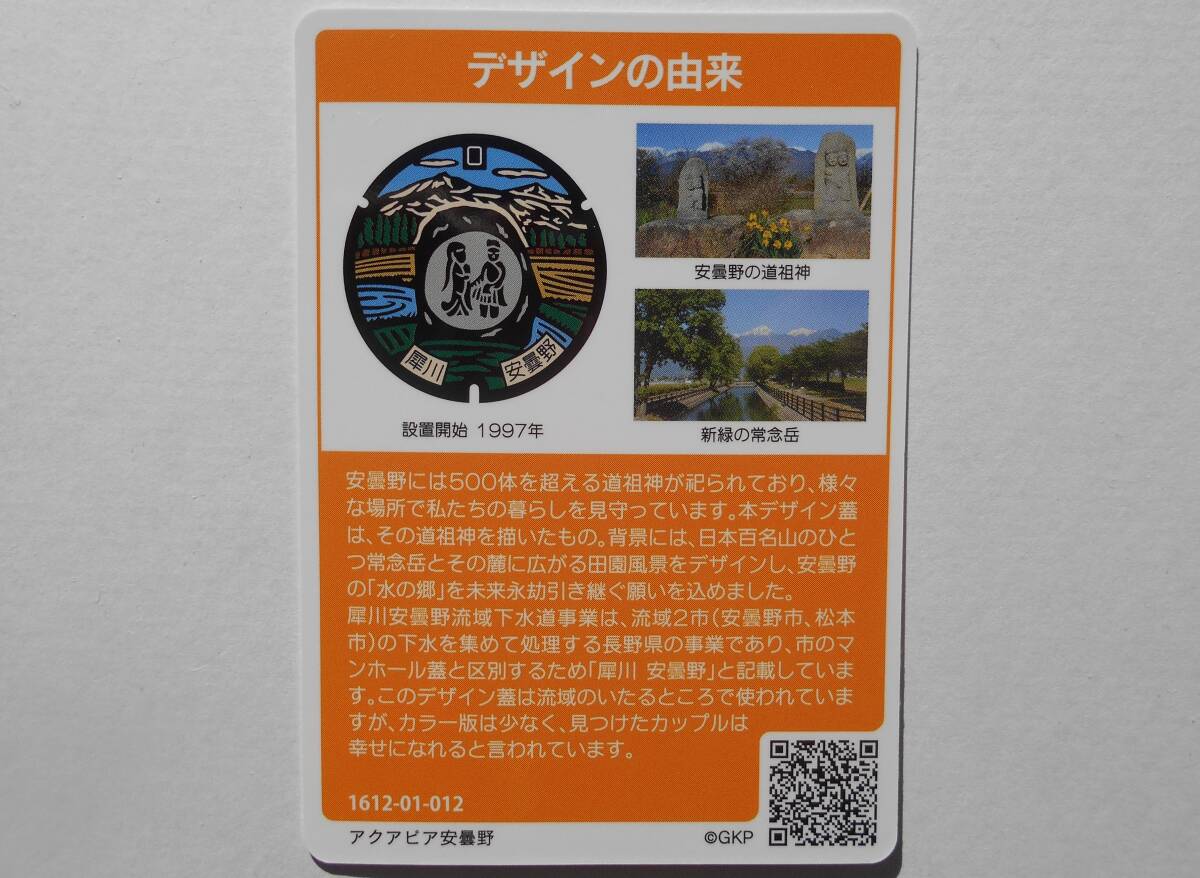 デザインの由来
犀川
安曇野
設置開始 1997年
安曇野の道祖神
新緑の常念岳
安曇野には500体を超える道祖神が祀られており、様々
な場所で私たちの暮らしを見守っています。本デザイン蓋
は、その道祖神を描いたもの。背景には、日本百名山のひと
つ常念岳とその麓に広がる田園風景をデザインし、安曇野
の「水の郷」を未来永劫引き継ぐ願いを込めました。
犀川安曇野流域下水道事業は、流域2市(安曇野市、松本
市)の下水を集めて処理する長野県の事業であり、市のマ
ンホール蓋と区別するため「犀川 安曇野」と記載していま
す。このデザイン蓋は流域のいたるところで使われていま
すが、カラー版は少なく、見つけたカップルは
幸せになれると言われています。
1612-01-012
アクアピア安曇野
©GKP